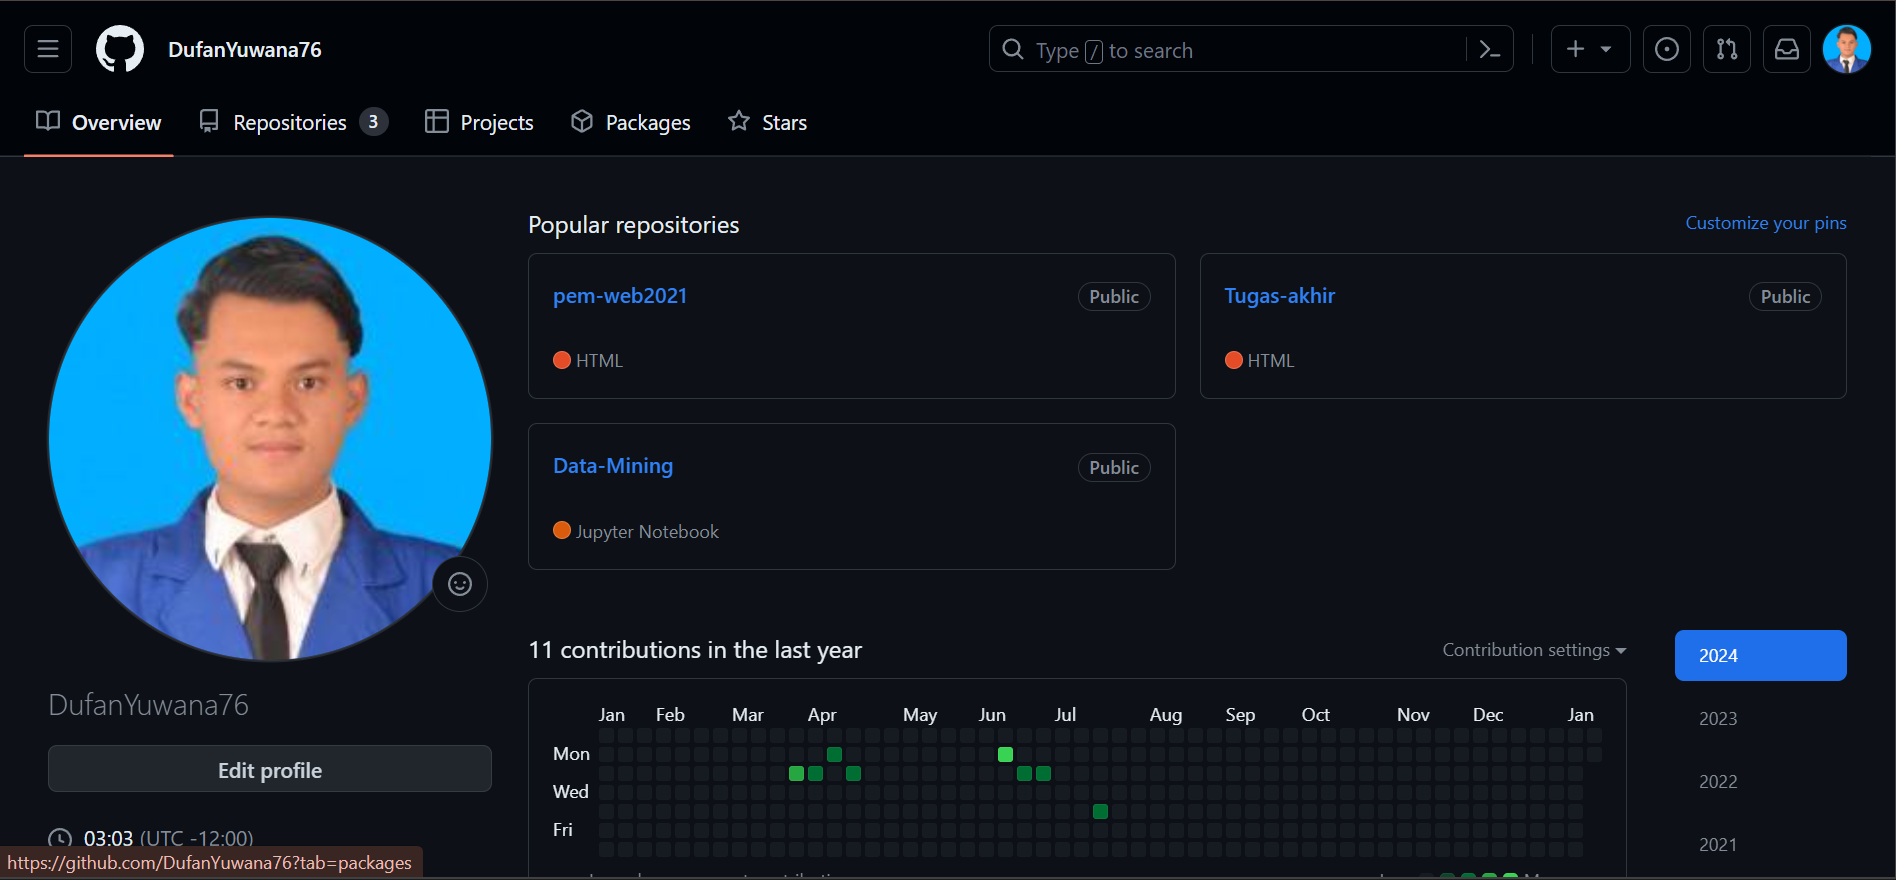 DufanYuwana76
Type / to search
Overview
Repositories 3
Projects
Packages
Stars
Popular repositories
Customize your pins
pem-web2021
Public
HTML
Tugas-akhir
Public
HTML
Data-Mining
Public
Jupyter Notebook
11 contributions in the last year
Contribution settings
2024
2023
2022
2021
Jan Feb Mar Apr May Jun Jul Aug Sep Oct Nov Dec Jan
Mon
Wed
Fri
DufanYuwana76
Edit profile
03:03 (UTC -12:00)
https://github.com/DufanYuwana76?tab=packages